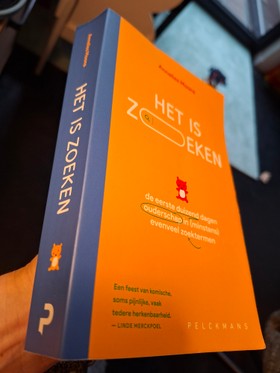 HET IS ZOEKEN
HET IS
ZOEKEN
de eerste duizend dagen
ouderschap in (minstens)
evenveel zoektermen
Een feest van komische,
soms pijnlijke, vaak
tedere herkenbaarheid.
— LINDE MERCKPOEL
PELCKMANS